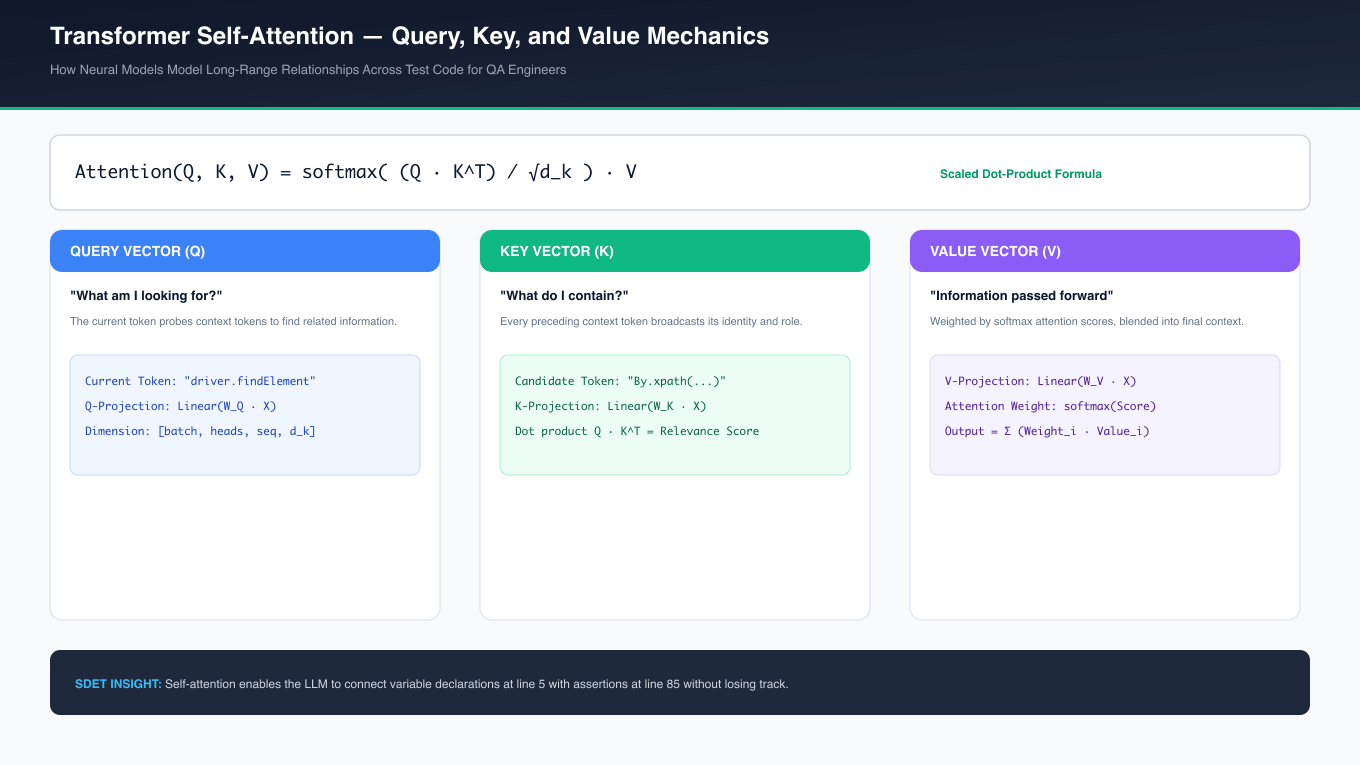 Transformer Self-Attention — Query, Key, and Value Mechanics
How Neural Models Model Long-Range Relationships Across Test Code for QA Engineers
Attention(Q, K, V) = softmax( (Q · K^T) / √d_k ) · V
Scaled Dot-Product Formula
QUERY VECTOR (Q)
"What am I looking for?"
The current token probes context tokens to find related information.
Current Token: "driver.findElement"
Q-Projection: Linear(W_Q · X)
Dimension: [batch, heads, seq, d_k]
KEY VECTOR (K)
"What do I contain?"
Every preceding context token broadcasts its identity and role.
Candidate Token: "By.xpath(...)"
K-Projection: Linear(W_K · X)
Dot product Q · K^T = Relevance Score
VALUE VECTOR (V)
"Information passed forward"
Weighted by softmax attention scores, blended into final context.
V-Projection: Linear(W_V · X)
Attention Weight: softmax(Score)
Output = Σ (Weight_i · Value_i)
SDET INSIGHT: Self-attention enables the LLM to connect variable declarations at line 5 with assertions at line 85 without losing track.